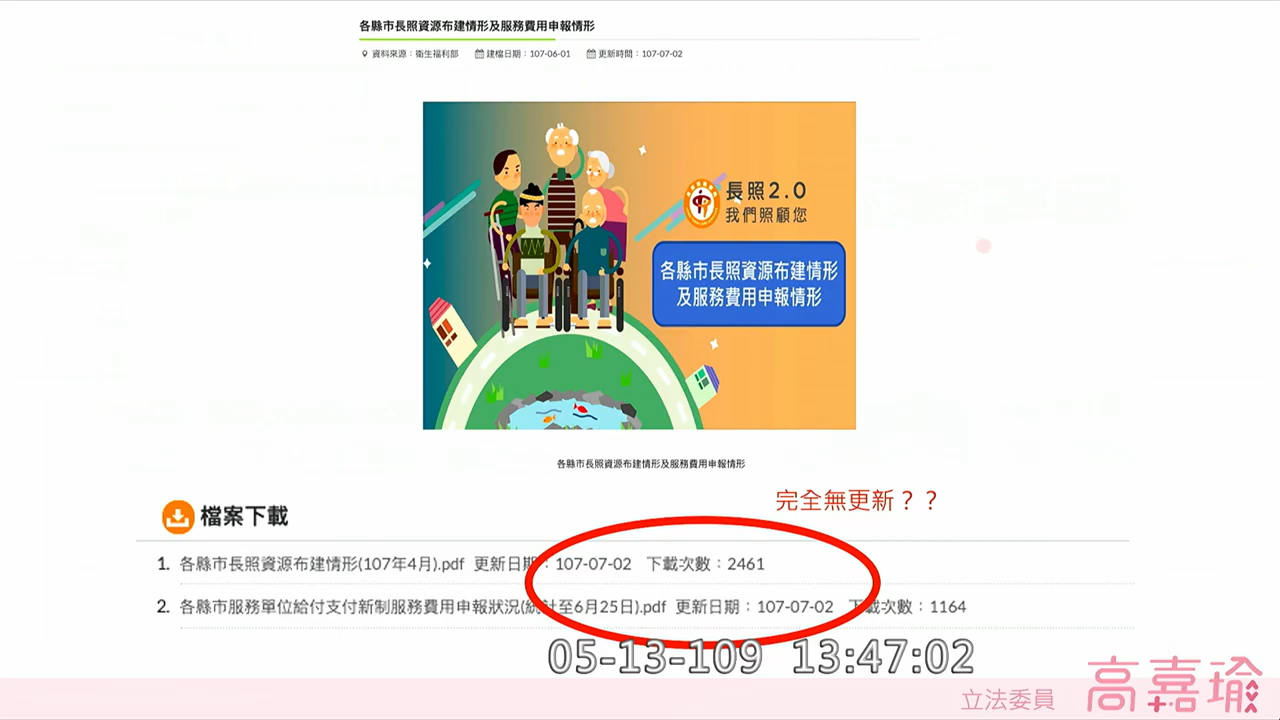 各縣市長照資源布建情形及服務費用申報情形
資料來源：衛生福利部 建檔日期：107-06-01 更新時間：107-07-02
長照2.0
我們照顧您
各縣市長照資源布建情形
及服務費用申報情形
各縣市長照資源布建情形及服務費用申報情形
完全無更新？？
檔案下載
1. 各縣市長照資源布建情形(107年4月).pdf 更新日期：107-07-02 下載次數：2461
2. 各縣市服務單位給付支付新制服務費用申報狀況(統計至6月25日).pdf 更新日期：107-07-02 下載次數：1164
05-13-109 13:47:02
立法委員 高嘉瑜